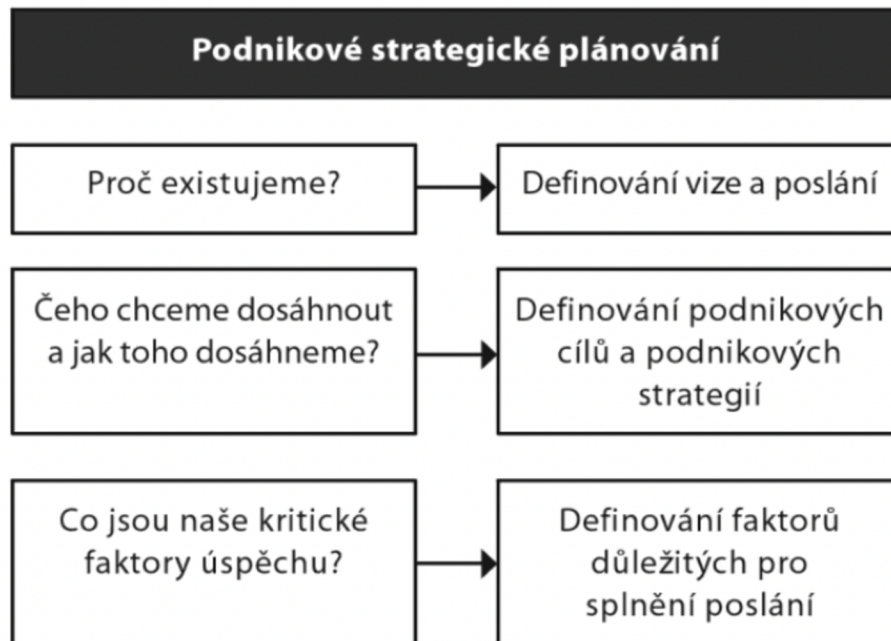 Podnikové strategické plánování
Proč existujeme?
Definování vize a poslání
Čeho chceme dosáhnout
a jak toho dosáhneme?
Definování podnikových
cílů a podnikových
strategií
Co jsou naše kritické
faktory úspěchu?
Definování faktorů
důležitých pro
splnění poslání